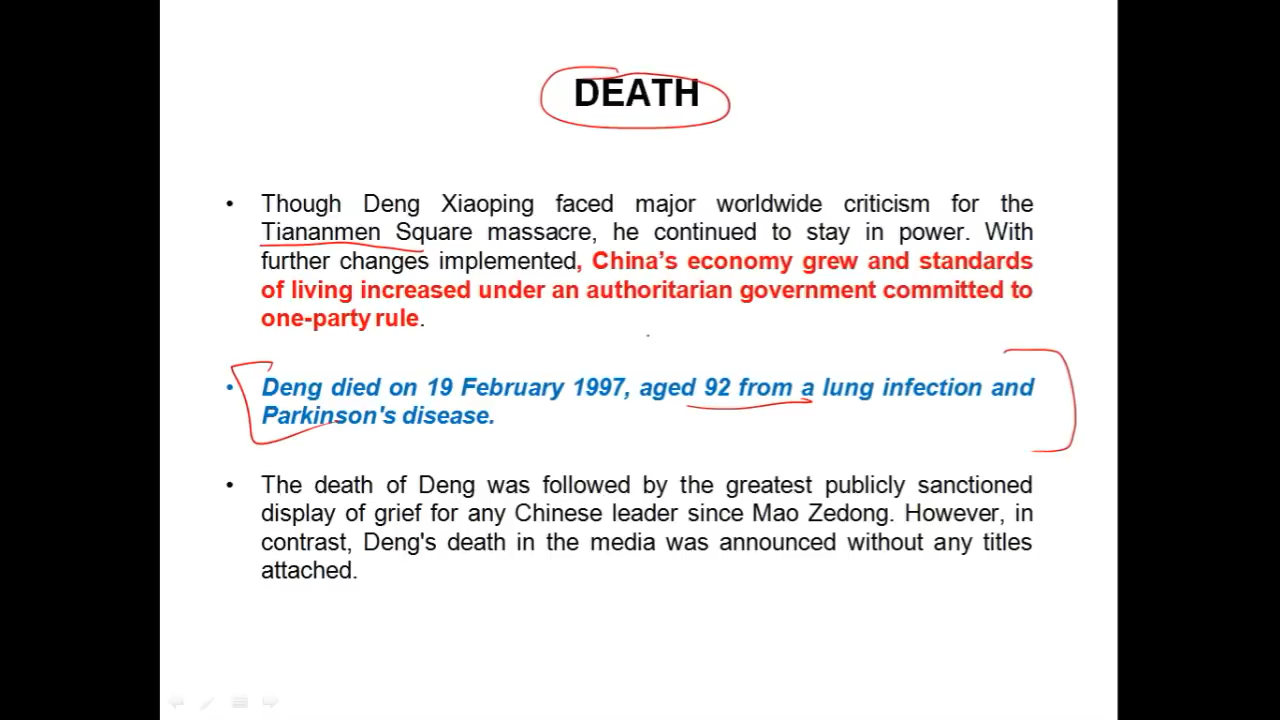 DEATH
• Though Deng Xiaoping faced major worldwide criticism for the
Tiananmen Square massacre, he continued to stay in power. With
further changes implemented, China’s economy grew and standards
of living increased under an authoritarian government committed to
one-party rule.
• Deng died on 19 February 1997, aged 92 from a lung infection and
Parkinson's disease.
• The death of Deng was followed by the greatest publicly sanctioned
display of grief for any Chinese leader since Mao Zedong. However, in
contrast, Deng's death in the media was announced without any titles
attached.